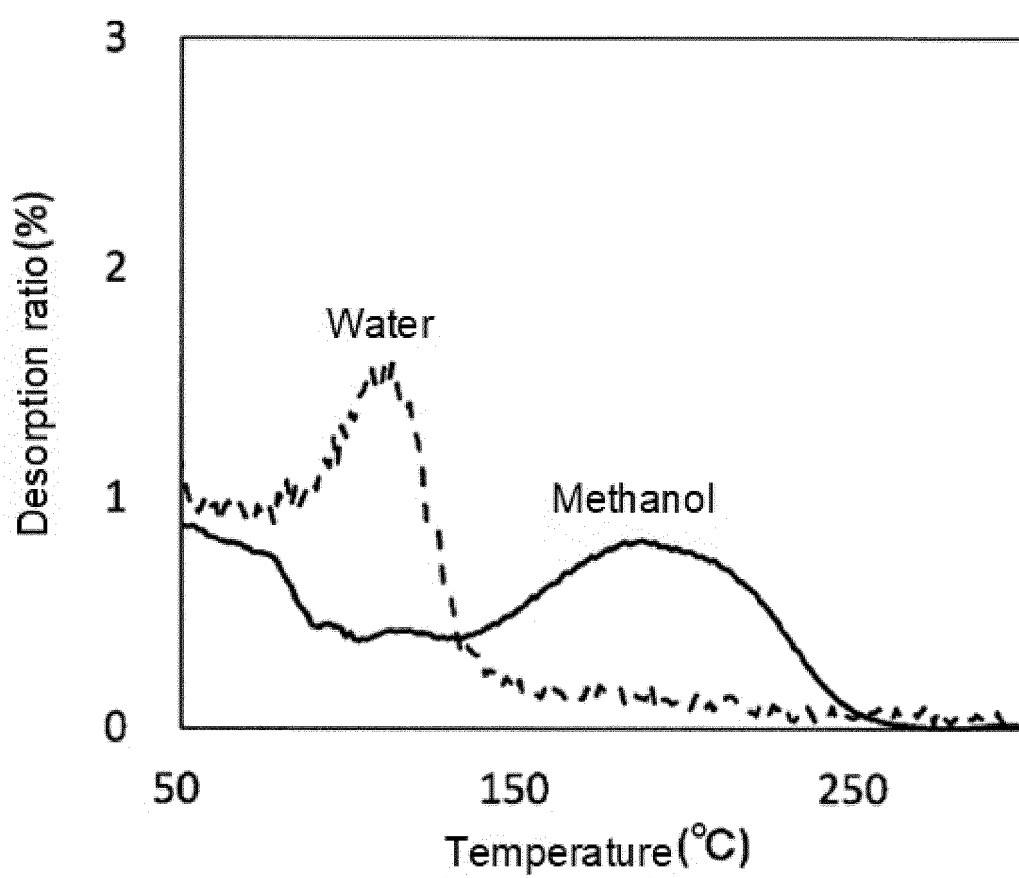 3
Desorption ratio(%)
2
Water
1
Methanol
0
50 150 250
Temperature(°C)